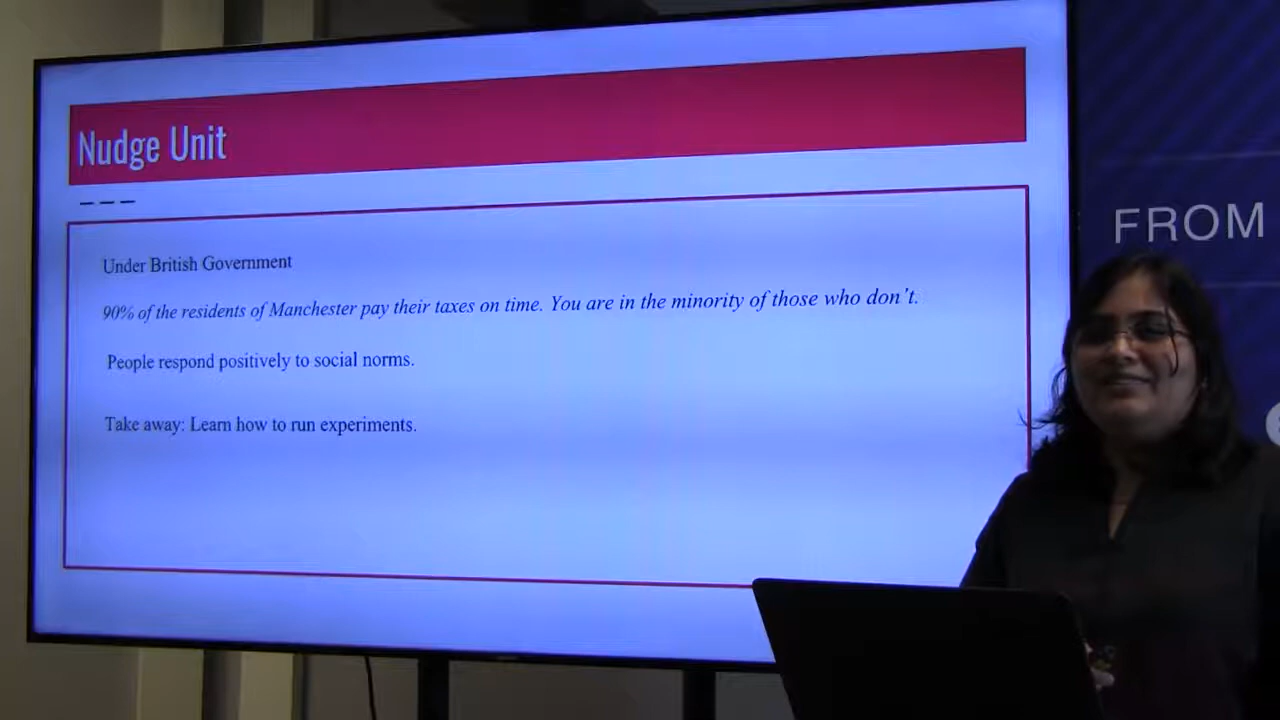 Nudge Unit
Under British Government
90% of the residents of Manchester pay their taxes on time. You are in the minority of those who don't.
People respond positively to social norms.
Take away: Learn how to run experiments.
FROM